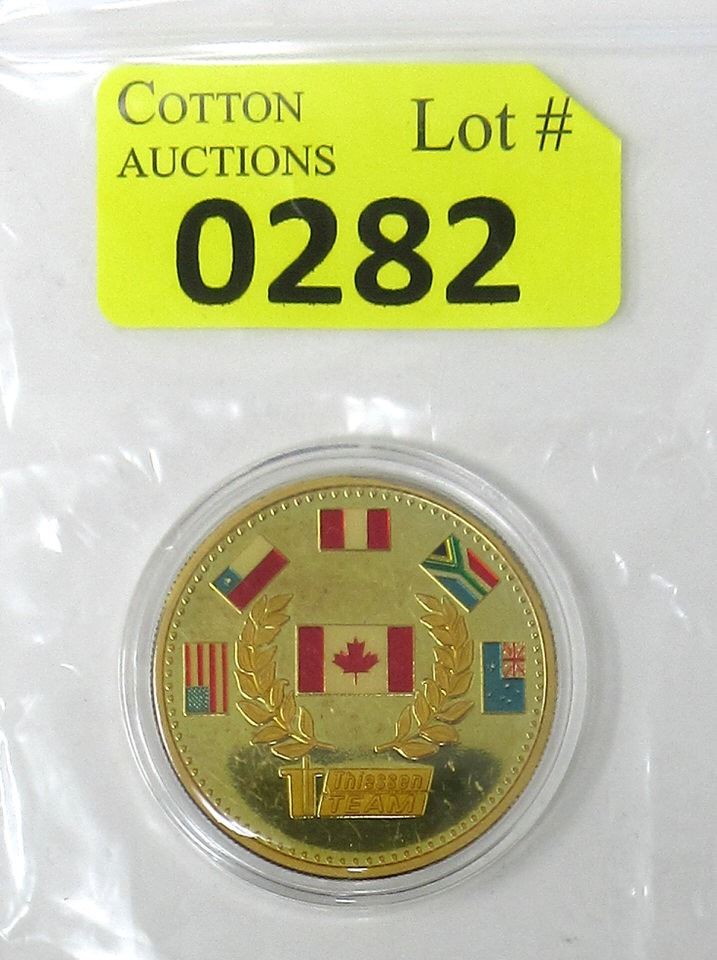 COTTON
AUCTIONS
Lot #
0282
Thiessen
TEAM